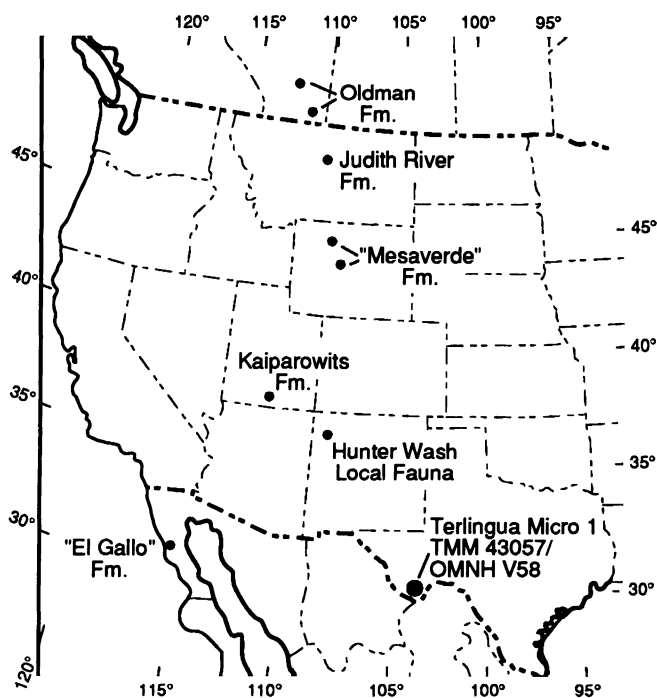 120° 115° 110° 105° 100° 95°
Oldman
Fm.
45°
Judith River
Fm.
45°
"Mesaverde"
Fm.
40°
40°
Kaiparowits
Fm.
35°
Hunter Wash
Local Fauna
35°
30°
Terlingua Micro 1
TMM 43057/
OMNH V58
"El Gallo"
Fm.
30°
120°
115° 110° 105° 100° 95°